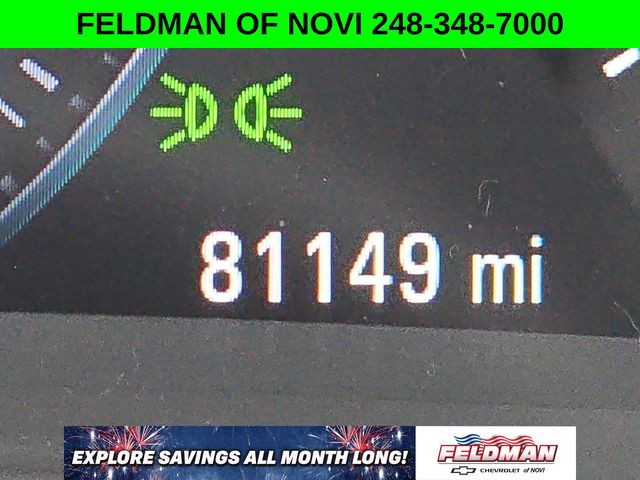 FELDMAN OF NOVI 248-348-7000
81149 mi
EXPLORE SAVINGS ALL MONTH LONG!
FELDMAN
CHEVROLET OF NOVI